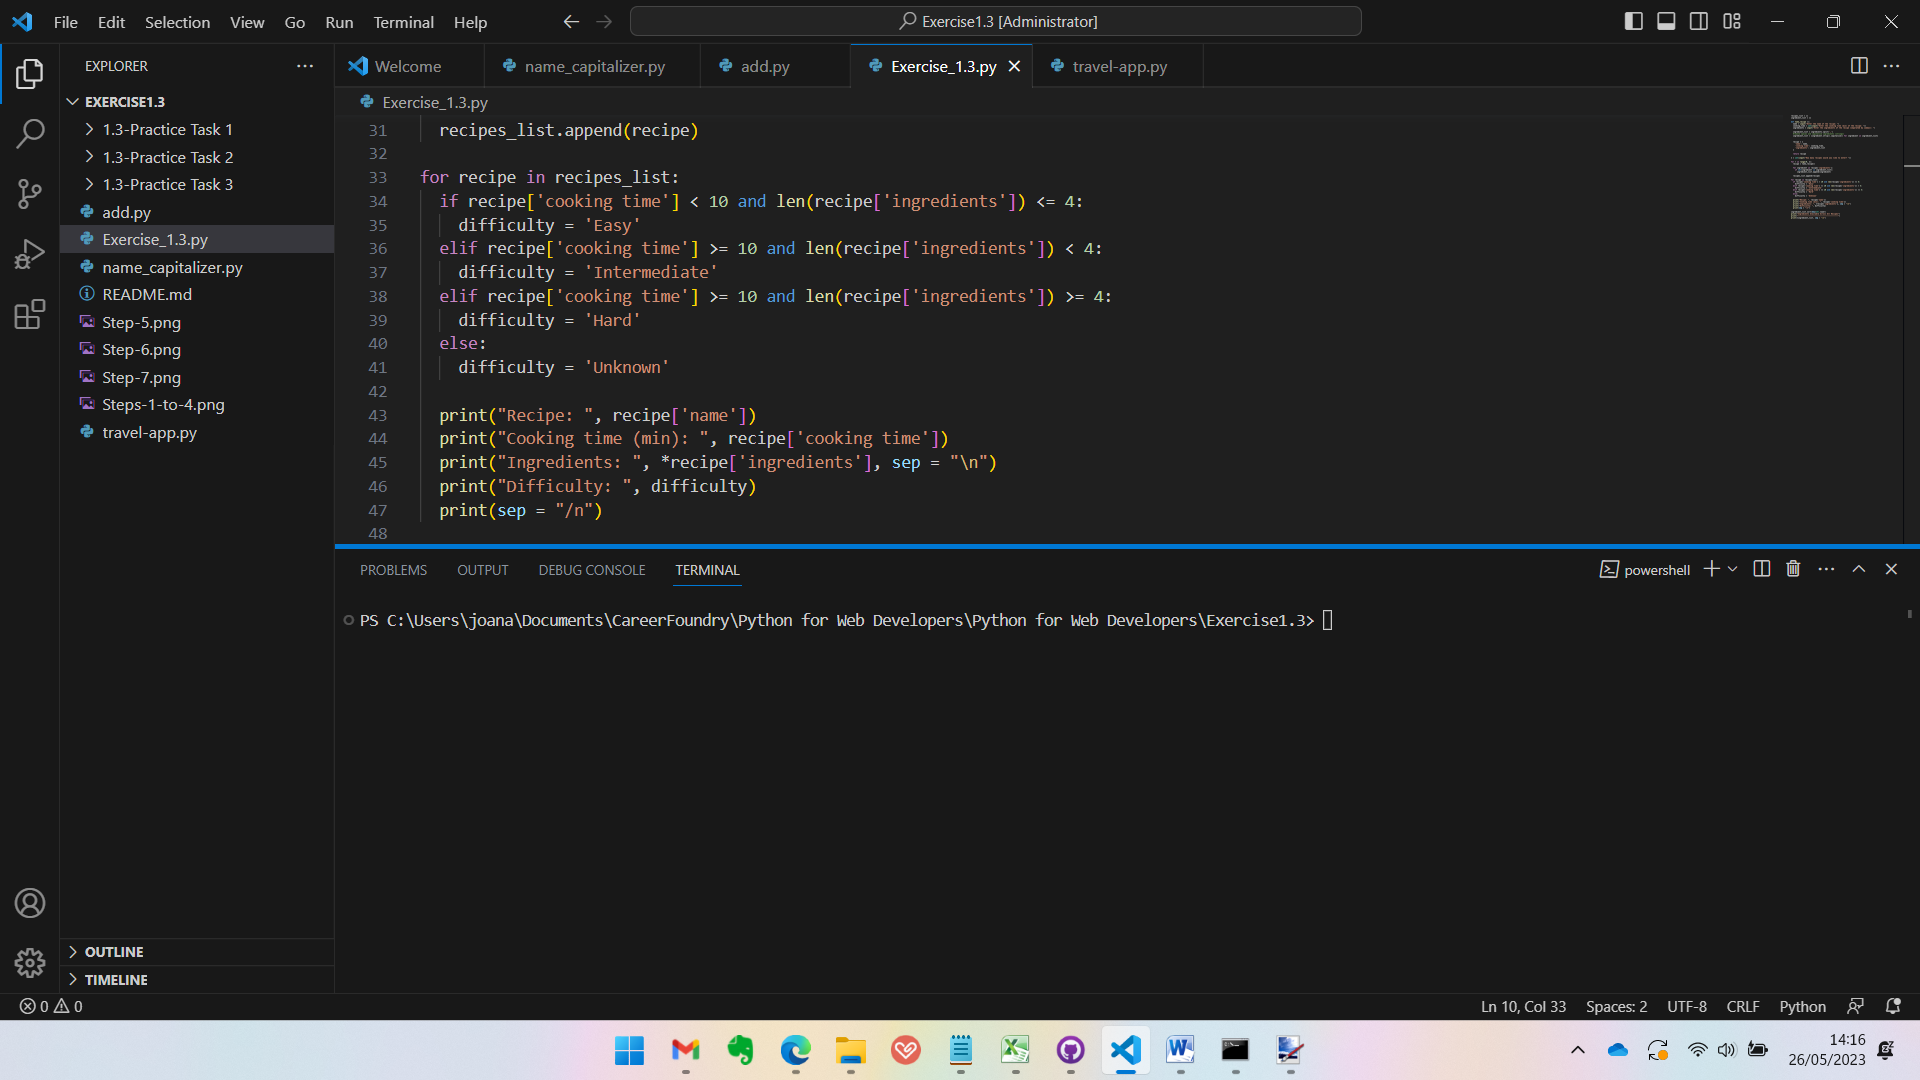 File Edit Selection View Go Run Terminal Help
Exercise1.3 [Administrator]
EXPLORER
Welcome
name_capitalizer.py
add.py
Exercise_1.3.py
travel-app.py
EXERCISE1.3
1.3-Practice Task 1
1.3-Practice Task 2
1.3-Practice Task 3
add.py
Exercise_1.3.py
name_capitalizer.py
README.md
Step-5.png
Step-6.png
Step-7.png
Steps-1-to-4.png
travel-app.py
OUTLINE
TIMELINE
Exercise_1.3.py
31 recipes_list.append(recipe)
32
33 for recipe in recipes_list:
34 if recipe['cooking time'] < 10 and len(recipe['ingredients']) <= 4:
35 difficulty = 'Easy'
36 elif recipe['cooking time'] >= 10 and len(recipe['ingredients']) < 4:
37 difficulty = 'Intermediate'
38 elif recipe['cooking time'] >= 10 and len(recipe['ingredients']) >= 4:
39 difficulty = 'Hard'
40 else:
41 difficulty = 'Unknown'
42
43 print("Recipe: ", recipe['name'])
44 print("Cooking time (min): ", recipe['cooking time'])
45 print("Ingredients: ", *recipe['ingredients'], sep = "\n")
46 print("Difficulty: ", difficulty)
47 print(sep = "/n")
48
PROBLEMS OUTPUT DEBUG CONSOLE TERMINAL
powershell
PS C:\Users\joana\Documents\CareerFoundry\Python for Web Developers\Python for Web Developers\Exercise1.3>
0 0
Ln 10, Col 33 Spaces: 2 UTF-8 CRLF Python
14:16
26/05/2023